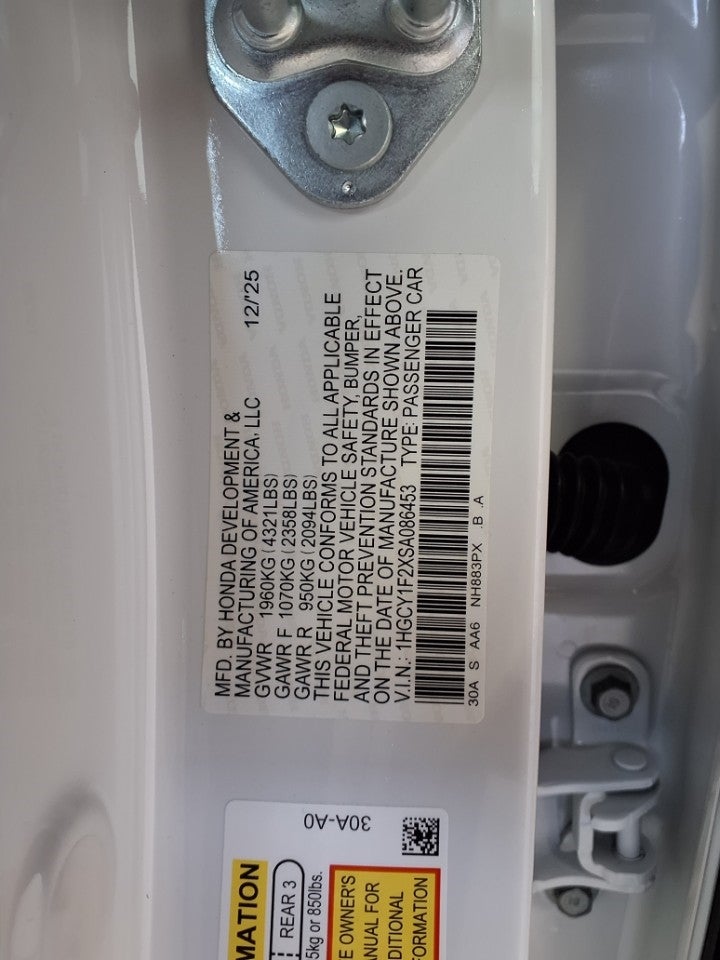 MFD. BY HONDA DEVELOPMENT &
MANUFACTURING OF AMERICA, LLC 12/'25
GVWR 1960KG (4321LBS)
GAWR F 1070KG (2358LBS)
GAWR R 950KG (2094LBS)
THIS VEHICLE CONFORMS TO ALL APPLICABLE
FEDERAL MOTOR VEHICLE SAFETY, BUMPER,
AND THEFT PREVENTION STANDARDS IN EFFECT
ON THE DATE OF MANUFACTURE SHOWN ABOVE.
V.I.N.: 1HGCY1F2XSA086453 TYPE: PASSENGER CAR
30A S AA6 NH883PX .B .A
30A-A0
MATION
REAR 3
5kg or 850lbs.
E OWNER'S
ANUAL FOR
DITIONAL
FORMATION